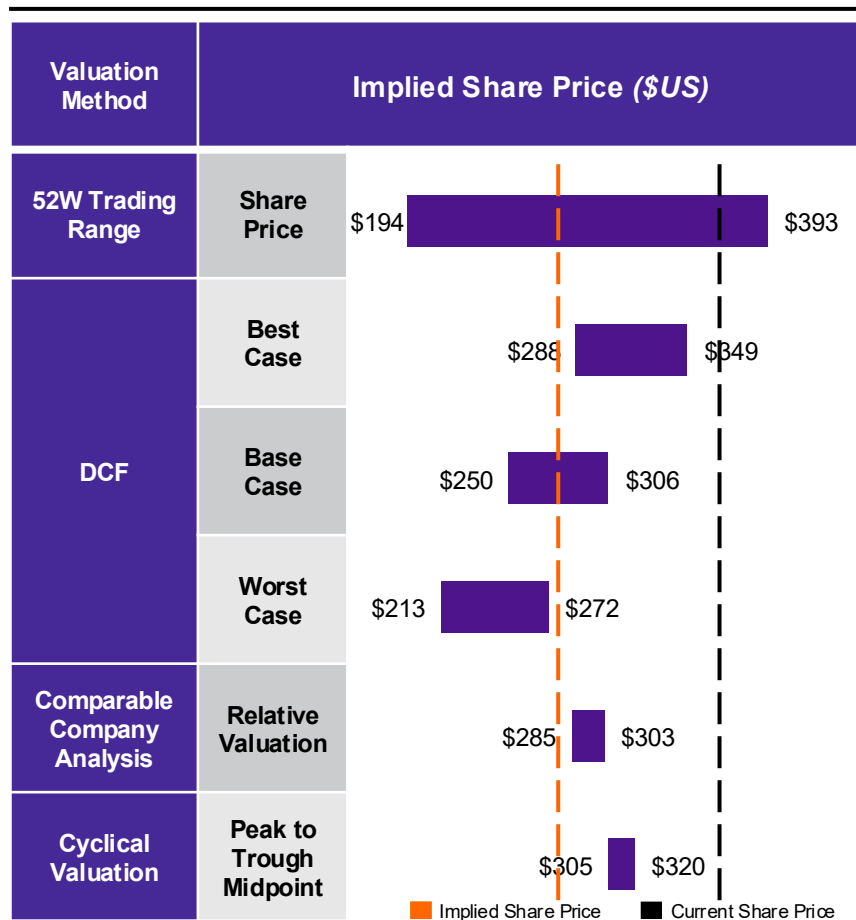 Valuation
Method
Implied Share Price ($US)
52W Trading
Range
Share
Price
$194
$393
DCF
Best
Case
$288
$349
Base
Case
$250
$306
Worst
Case
$213
$272
Comparable
Company
Analysis
Relative
Valuation
$285
$303
Cyclical
Valuation
Peak to
Trough
Midpoint
$305
$320
Implied Share Price
Current Share Price